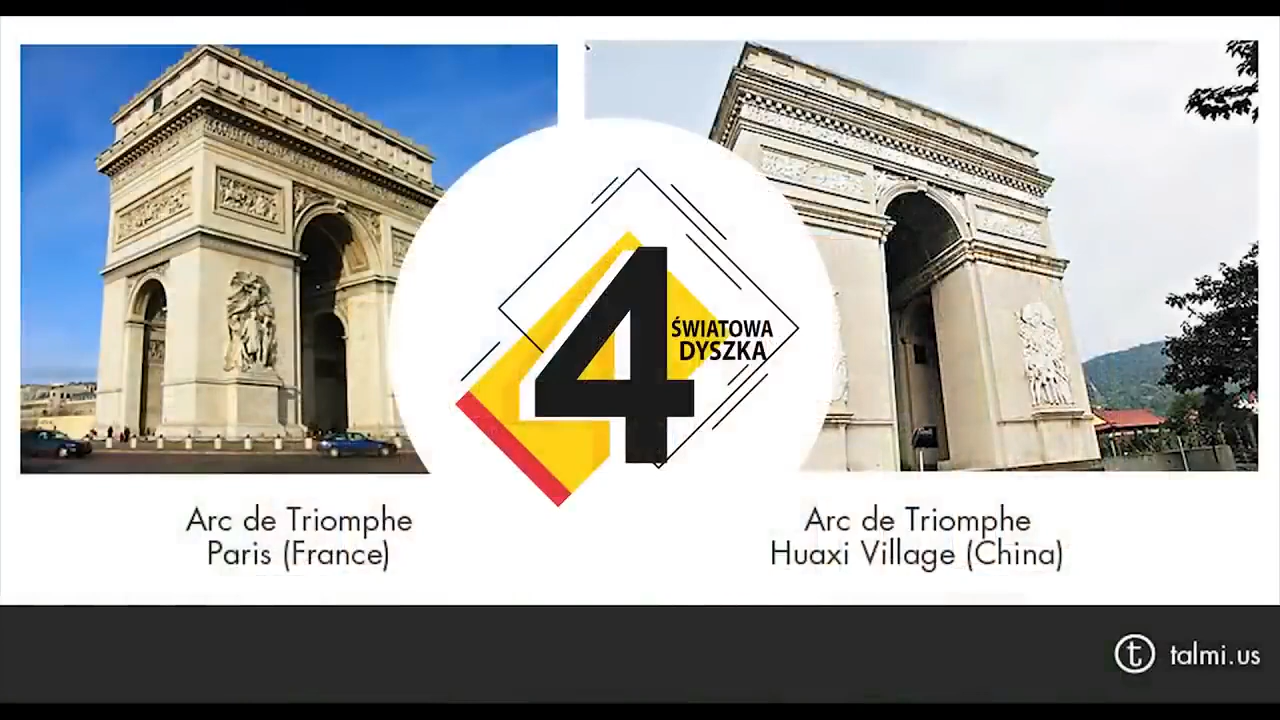 4
ŚWIATOWA
DYSZKA
Arc de Triomphe
Paris (France)
Arc de Triomphe
Huaxi Village (China)
t talmi.us